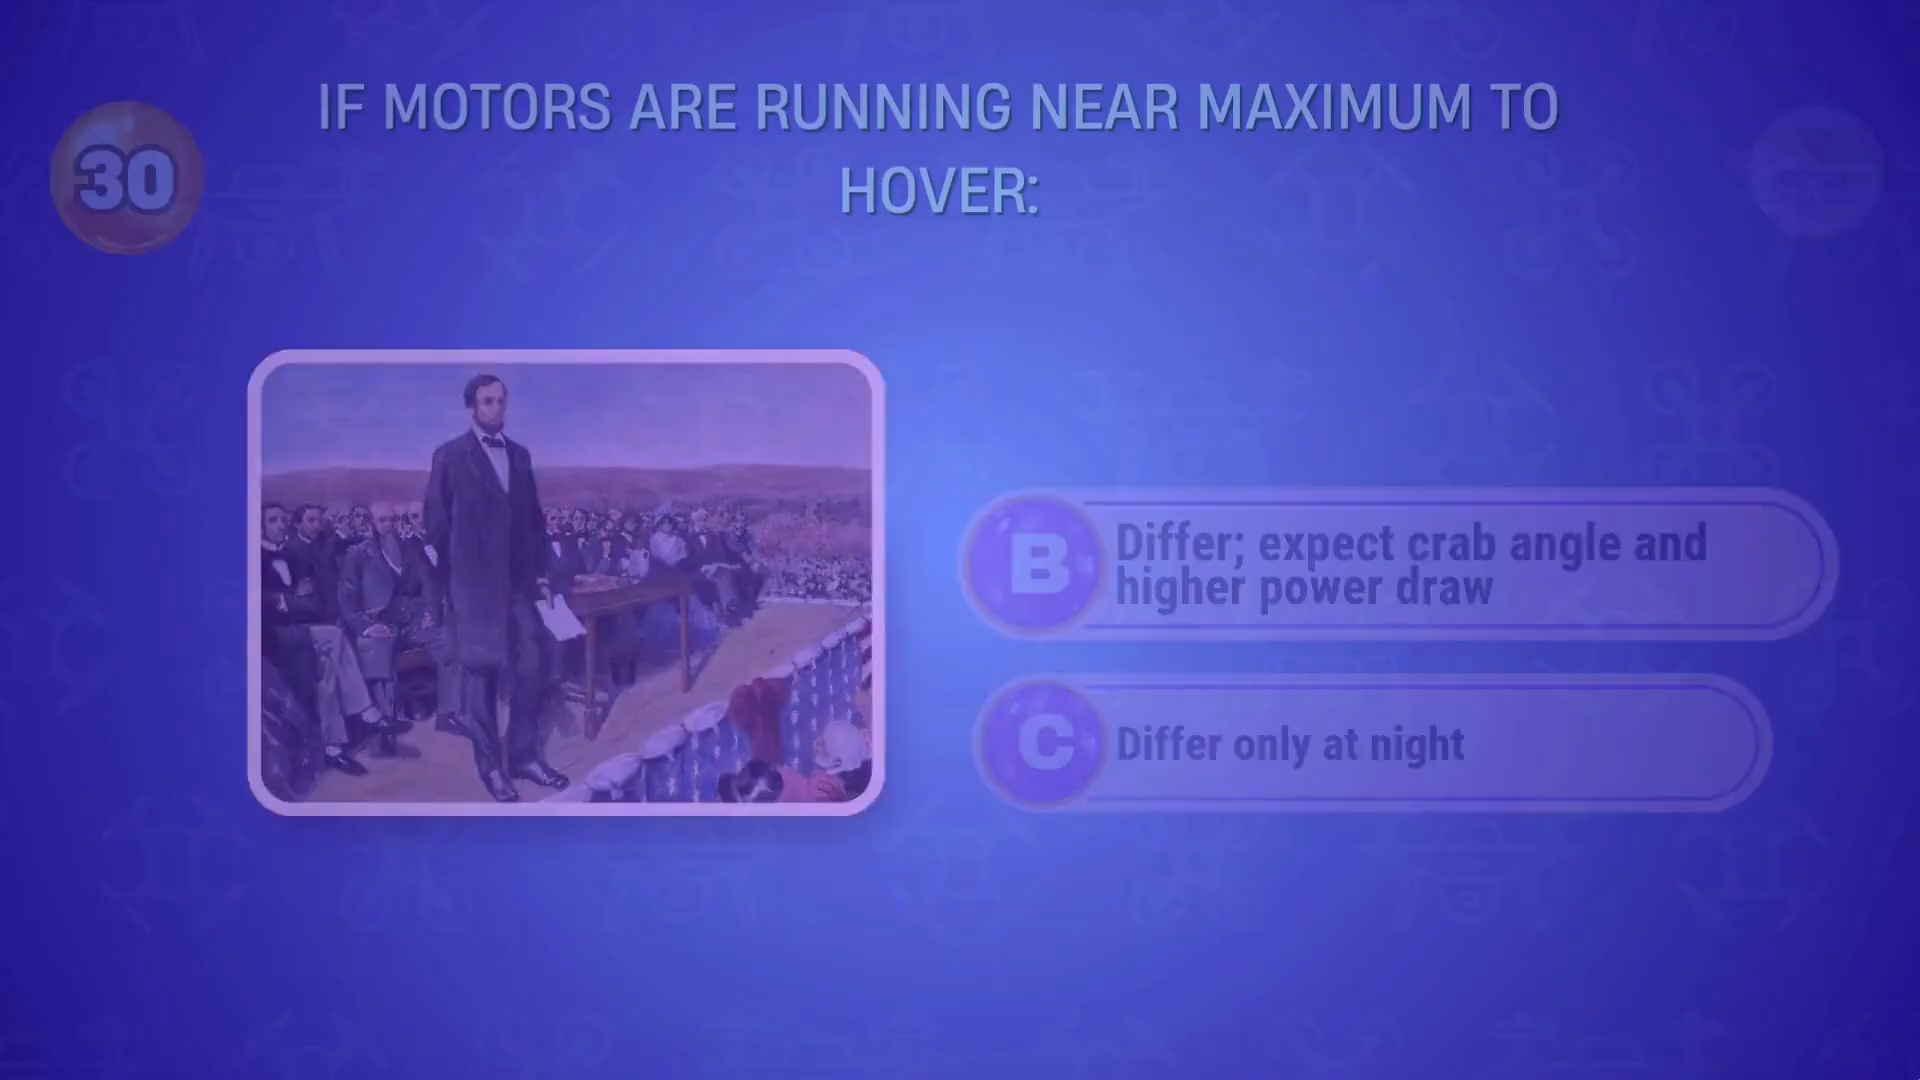 IF MOTORS ARE RUNNING NEAR MAXIMUM TO
HOVER:
30
B
Differ; expect crab angle and
higher power draw
C
Differ only at night